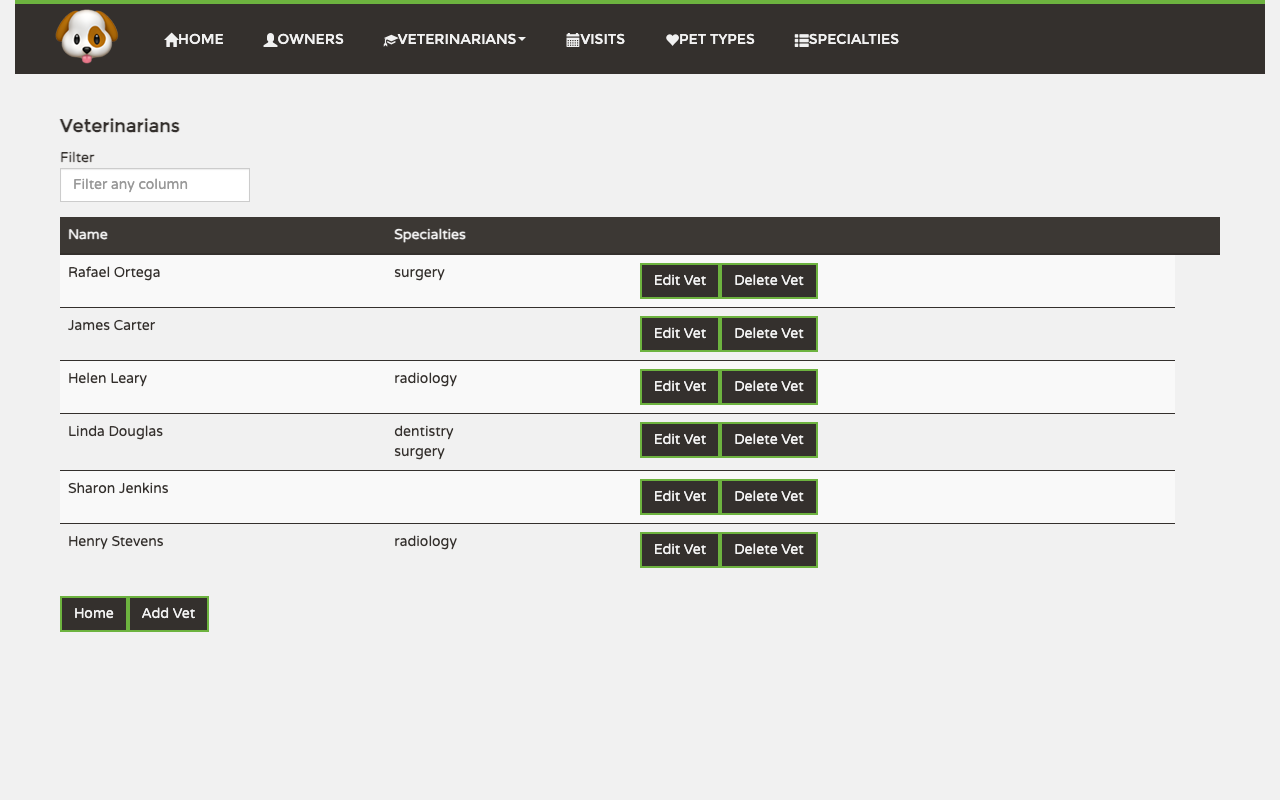 HOME OWNERS VETERINARIANS VISITS PET TYPES SPECIALTIES
Veterinarians
Filter
Filter any column
Name Specialties
Rafael Ortega surgery Edit Vet Delete Vet
James Carter Edit Vet Delete Vet
Helen Leary radiology Edit Vet Delete Vet
Linda Douglas dentistry Edit Vet Delete Vet
surgery
Sharon Jenkins Edit Vet Delete Vet
Henry Stevens radiology Edit Vet Delete Vet
Home Add Vet